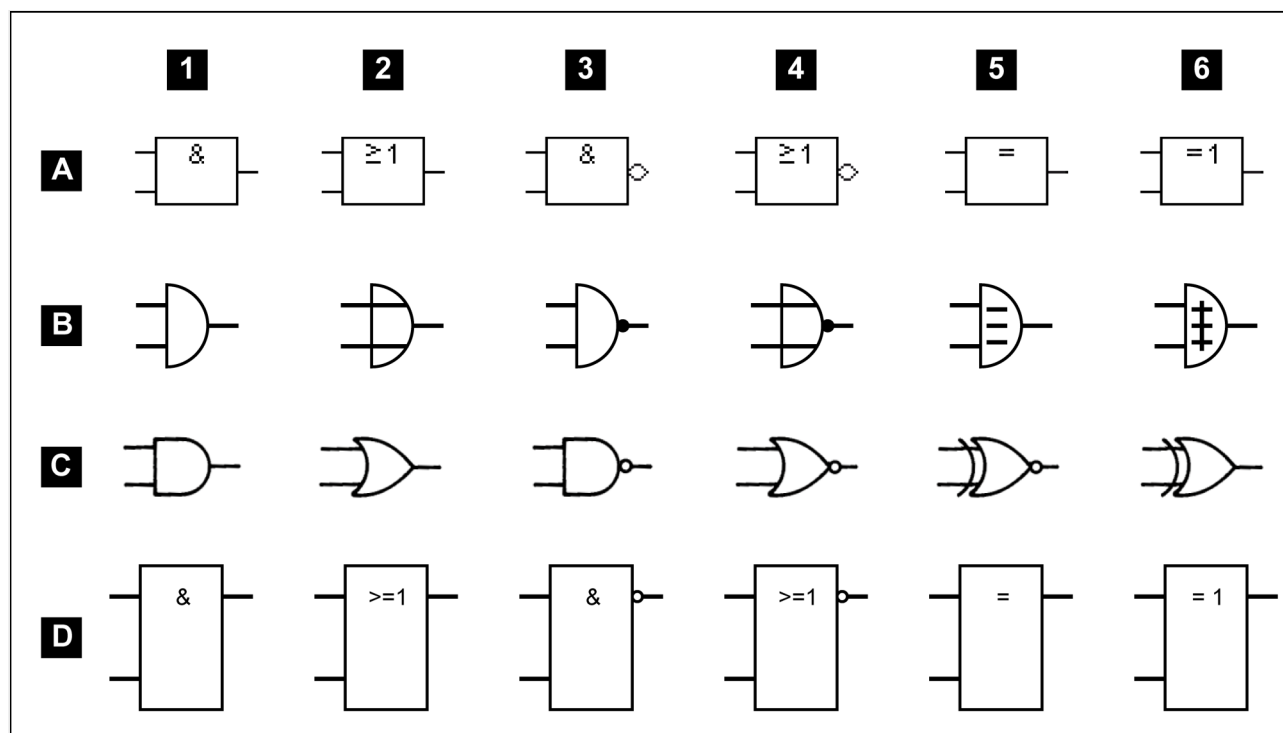 1 2 3 4 5 6
A & ≥1 & ≥1 = =1
B
C
D & >=1 & >=1 = = 1